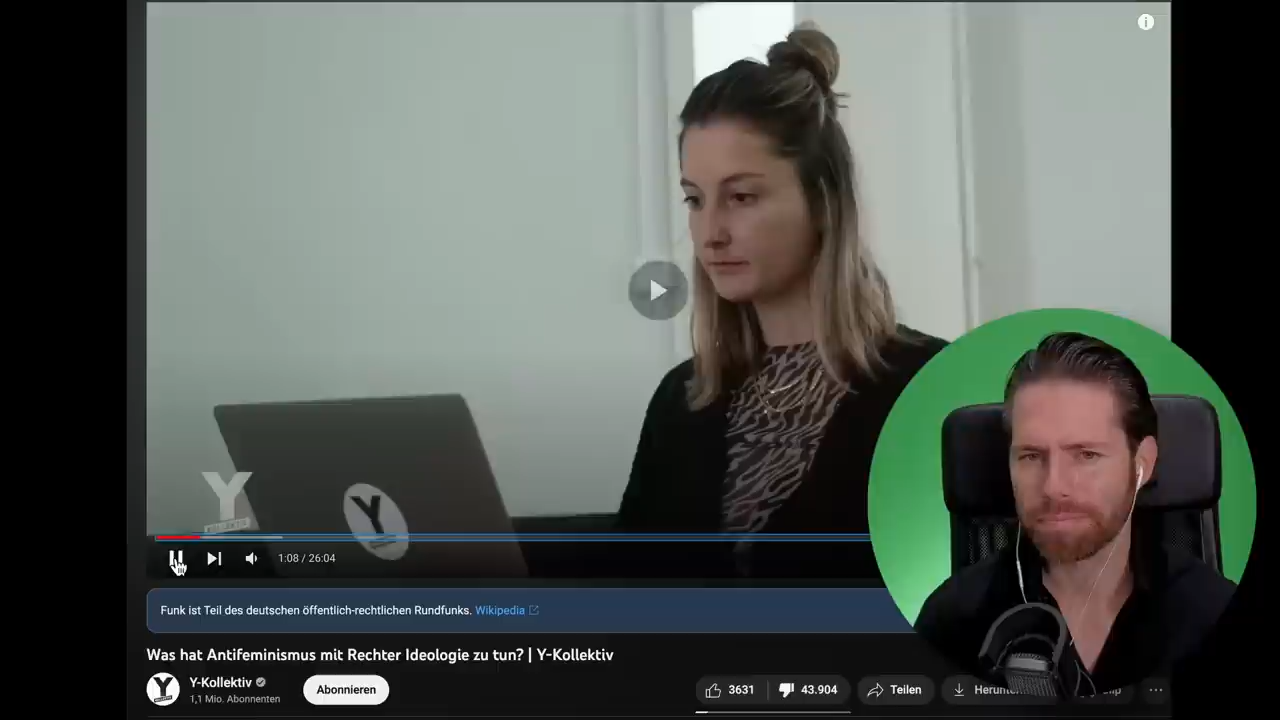 Y
KOLLEKTIV
Y
1:08 / 26:04
Funk ist Teil des deutschen öffentlich-rechtlichen Rundfunks. Wikipedia
Was hat Antifeminismus mit Rechter Ideologie zu tun? | Y-Kollektiv
Y
Y-Kollektiv
1,1 Mio. Abonnenten
Abonnieren
3631
43.904
Teilen